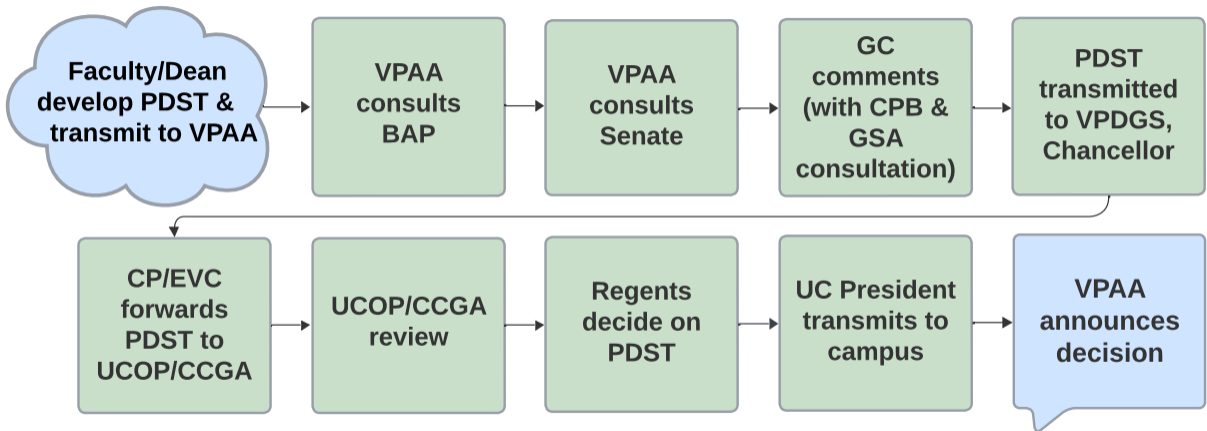 Faculty/Dean
develop PDST &
transmit to VPAA
VPAA
consults
BAP
VPAA
consults
Senate
GC
comments
(with CPB &
GSA
consultation)
PDST
transmitted
to VPDGS,
Chancellor
CP/EVC
forwards
PDST to
UCOP/CCGA
UCOP/CCGA
review
Regents
decide on
PDST
UC President
transmits to
campus
VPAA
announces
decision